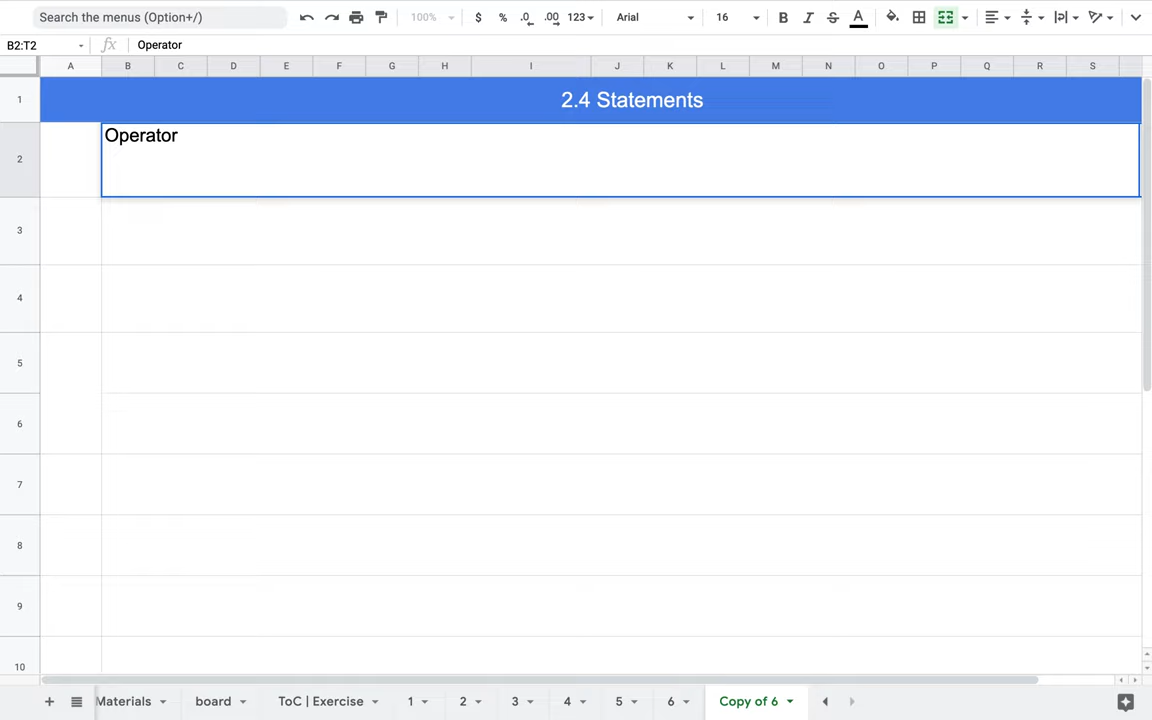 Search the menus (Option+/) 100% $ % .0 .00 123 Arial 16 B I S A
B2:T2 fx Operator
A B C D E F G H I J K L M N O P Q R S
1 2.4 Statements
2 Operator
3
4
5
6
7
8
9
10
+ Materials board ToC | Exercise 1 2 3 4 5 6 Copy of 6